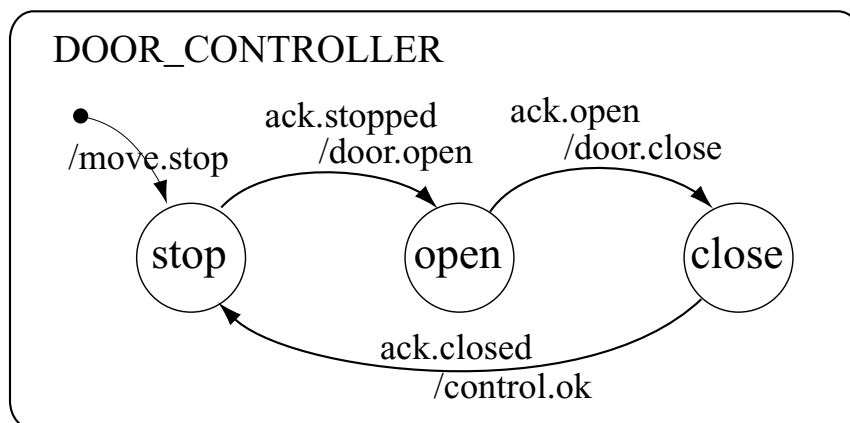 DOOR_CONTROLLER
ack.stopped
/door.open
ack.open
/door.close
/move.stop
stop
open
close
ack.closed
/control.ok